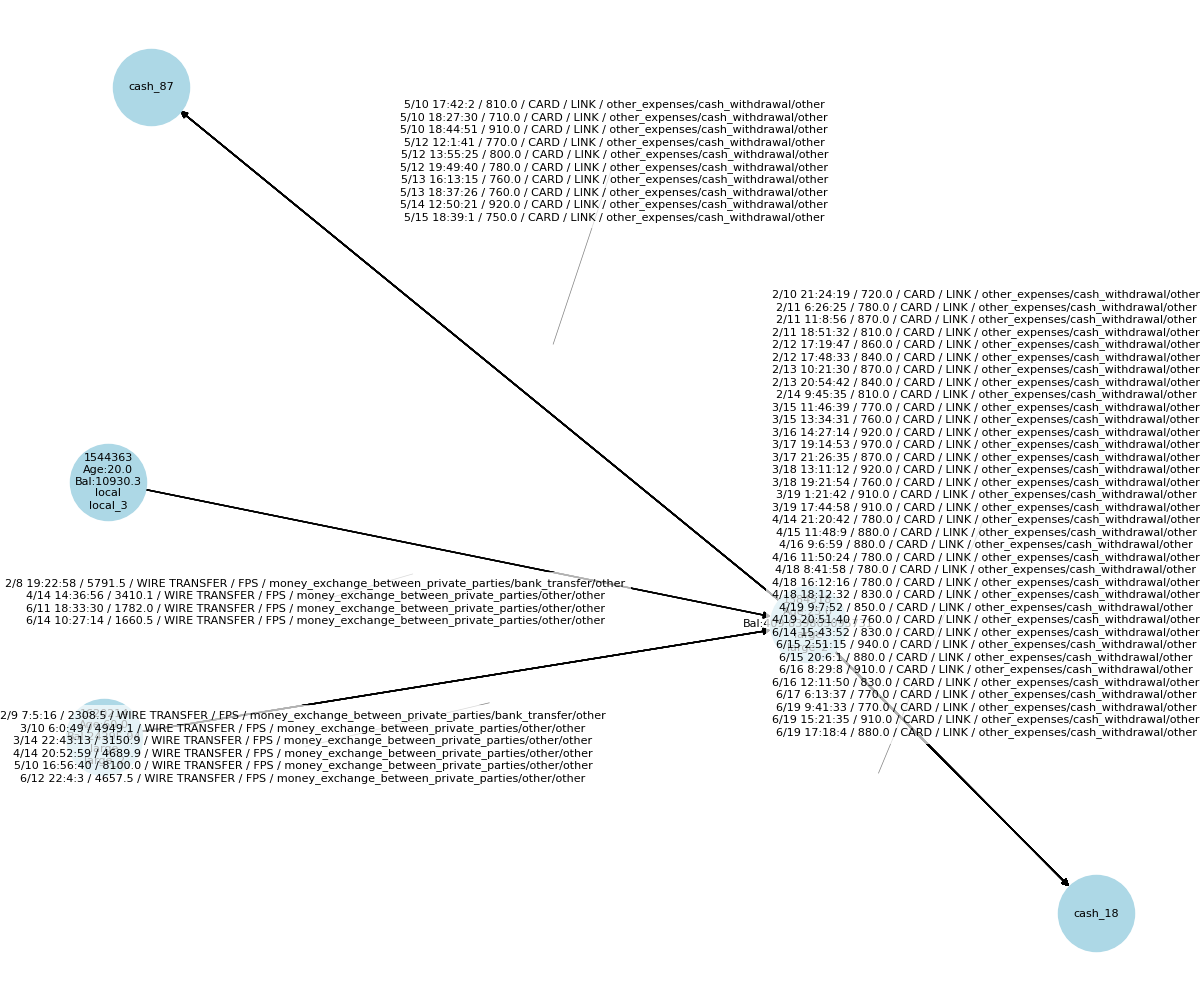 cash_87
5/10 17:42:2 / 810.0 / CARD / LINK / other_expenses/cash_withdrawal/other
5/10 18:27:30 / 710.0 / CARD / LINK / other_expenses/cash_withdrawal/other
5/10 18:44:51 / 910.0 / CARD / LINK / other_expenses/cash_withdrawal/other
5/12 12:1:41 / 770.0 / CARD / LINK / other_expenses/cash_withdrawal/other
5/12 13:55:25 / 800.0 / CARD / LINK / other_expenses/cash_withdrawal/other
5/12 19:49:40 / 780.0 / CARD / LINK / other_expenses/cash_withdrawal/other
5/13 16:13:15 / 760.0 / CARD / LINK / other_expenses/cash_withdrawal/other
5/13 18:37:26 / 760.0 / CARD / LINK / other_expenses/cash_withdrawal/other
5/14 12:50:21 / 920.0 / CARD / LINK / other_expenses/cash_withdrawal/other
5/15 18:39:1 / 750.0 / CARD / LINK / other_expenses/cash_withdrawal/other
2/10 21:24:19 / 720.0 / CARD / LINK / other_expenses/cash_withdrawal/other
2/11 6:26:25 / 780.0 / CARD / LINK / other_expenses/cash_withdrawal/other
2/11 11:8:56 / 870.0 / CARD / LINK / other_expenses/cash_withdrawal/other
2/11 18:51:32 / 810.0 / CARD / LINK / other_expenses/cash_withdrawal/other
2/12 17:19:47 / 860.0 / CARD / LINK / other_expenses/cash_withdrawal/other
2/12 17:48:33 / 840.0 / CARD / LINK / other_expenses/cash_withdrawal/other
2/13 10:21:30 / 870.0 / CARD / LINK / other_expenses/cash_withdrawal/other
2/13 20:54:42 / 840.0 / CARD / LINK / other_expenses/cash_withdrawal/other
2/14 9:45:35 / 810.0 / CARD / LINK / other_expenses/cash_withdrawal/other
3/15 11:46:39 / 770.0 / CARD / LINK / other_expenses/cash_withdrawal/other
3/15 13:34:31 / 760.0 / CARD / LINK / other_expenses/cash_withdrawal/other
3/16 14:27:14 / 920.0 / CARD / LINK / other_expenses/cash_withdrawal/other
3/17 19:14:53 / 970.0 / CARD / LINK / other_expenses/cash_withdrawal/other
3/17 21:26:35 / 870.0 / CARD / LINK / other_expenses/cash_withdrawal/other
3/18 13:11:12 / 920.0 / CARD / LINK / other_expenses/cash_withdrawal/other
3/18 19:21:54 / 760.0 / CARD / LINK / other_expenses/cash_withdrawal/other
3/19 1:21:42 / 910.0 / CARD / LINK / other_expenses/cash_withdrawal/other
3/19 17:44:58 / 910.0 / CARD / LINK / other_expenses/cash_withdrawal/other
4/14 21:20:42 / 780.0 / CARD / LINK / other_expenses/cash_withdrawal/other
4/15 11:48:9 / 880.0 / CARD / LINK / other_expenses/cash_withdrawal/other
4/16 9:6:59 / 880.0 / CARD / LINK / other_expenses/cash_withdrawal/other
4/16 11:50:24 / 780.0 / CARD / LINK / other_expenses/cash_withdrawal/other
4/18 8:41:58 / 780.0 / CARD / LINK / other_expenses/cash_withdrawal/other
4/18 16:12:16 / 780.0 / CARD / LINK / other_expenses/cash_withdrawal/other
4/18 18:12:32 / 830.0 / CARD / LINK / other_expenses/cash_withdrawal/other
4/19 9:7:52 / 850.0 / CARD / LINK / other_expenses/cash_withdrawal/other
4/19 20:51:40 / 760.0 / CARD / LINK / other_expenses/cash_withdrawal/other
6/14 15:43:52 / 830.0 / CARD / LINK / other_expenses/cash_withdrawal/other
6/15 2:51:15 / 940.0 / CARD / LINK / other_expenses/cash_withdrawal/other
6/15 20:6:1 / 880.0 / CARD / LINK / other_expenses/cash_withdrawal/other
6/16 8:29:8 / 910.0 / CARD / LINK / other_expenses/cash_withdrawal/other
6/16 12:11:50 / 830.0 / CARD / LINK / other_expenses/cash_withdrawal/other
6/17 6:13:37 / 770.0 / CARD / LINK / other_expenses/cash_withdrawal/other
6/19 9:41:33 / 770.0 / CARD / LINK / other_expenses/cash_withdrawal/other
6/19 15:21:35 / 910.0 / CARD / LINK / other_expenses/cash_withdrawal/other
6/19 17:18:4 / 880.0 / CARD / LINK / other_expenses/cash_withdrawal/other
1544363
Age:20.0
Bal:10930.3
local
local_3
2/8 19:22:58 / 5791.5 / WIRE TRANSFER / FPS / money_exchange_between_private_parties/bank_transfer/other
4/14 14:36:56 / 3410.1 / WIRE TRANSFER / FPS / money_exchange_between_private_parties/other/other
6/11 18:33:30 / 1782.0 / WIRE TRANSFER / FPS / money_exchange_between_private_parties/other/other
6/14 10:27:14 / 1660.5 / WIRE TRANSFER / FPS / money_exchange_between_private_parties/other/other
2/9 7:5:16 / 2308.5 / WIRE TRANSFER / FPS / money_exchange_between_private_parties/bank_transfer/other
3/10 6:0:49 / 4949.1 / WIRE TRANSFER / FPS / money_exchange_between_private_parties/other/other
3/14 22:43:13 / 3150.9 / WIRE TRANSFER / FPS / money_exchange_between_private_parties/other/other
4/14 20:52:59 / 4689.9 / WIRE TRANSFER / FPS / money_exchange_between_private_parties/other/other
5/10 16:56:40 / 8100.0 / WIRE TRANSFER / FPS / money_exchange_between_private_parties/other/other
6/12 22:4:3 / 4657.5 / WIRE TRANSFER / FPS / money_exchange_between_private_parties/other/other
cash_18